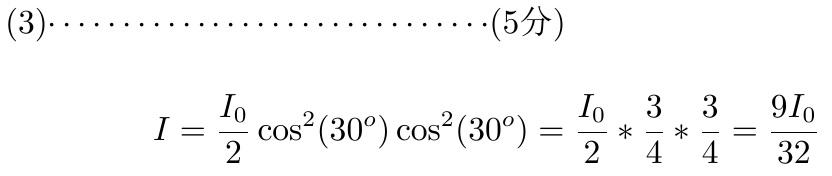 (3)······························(5分)
I = \frac{I_0}{2} \cos^2(30^o) \cos^2(30^o) = \frac{I_0}{2} * \frac{3}{4} * \frac{3}{4} = \frac{9I_0}{32}